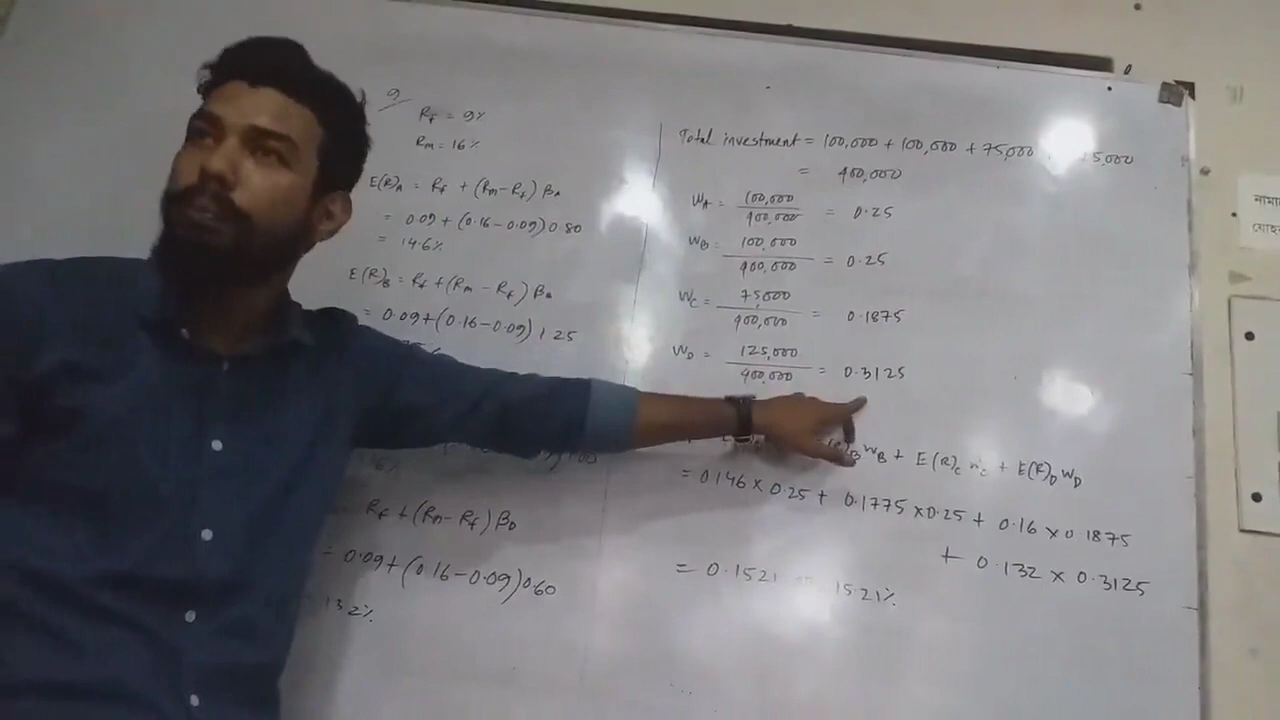 9
Rf = 9%
Rm = 16%
E(R)A = Rf + (Rm-Rf) βA
= 0.09 + (0.16-0.09) 0.80
= 14.6%
E(R)B = Rf + (Rm - Rf) βB
= 0.09 + (0.16-0.09) 1.25
Rf + (Rm - Rf) βD
= 0.09 + (0.16-0.09) 0.60
13.2%
Total investment = 100,000 + 100,000 + 75,000 25,000
= 400,000
WA = 100,000 / 400,000 = 0.25
WB = 100,000 / 400,000 = 0.25
WC = 75,000 / 400,000 = 0.1875
WD = 125,000 / 400,000 = 0.3125
WB + E(R)C WC + E(R)D WD
= 0.146 × 0.25 + 0.1775 × 0.25 + 0.16 × 0.1875
+ 0.132 × 0.3125
= 0.1521 or 15.21%